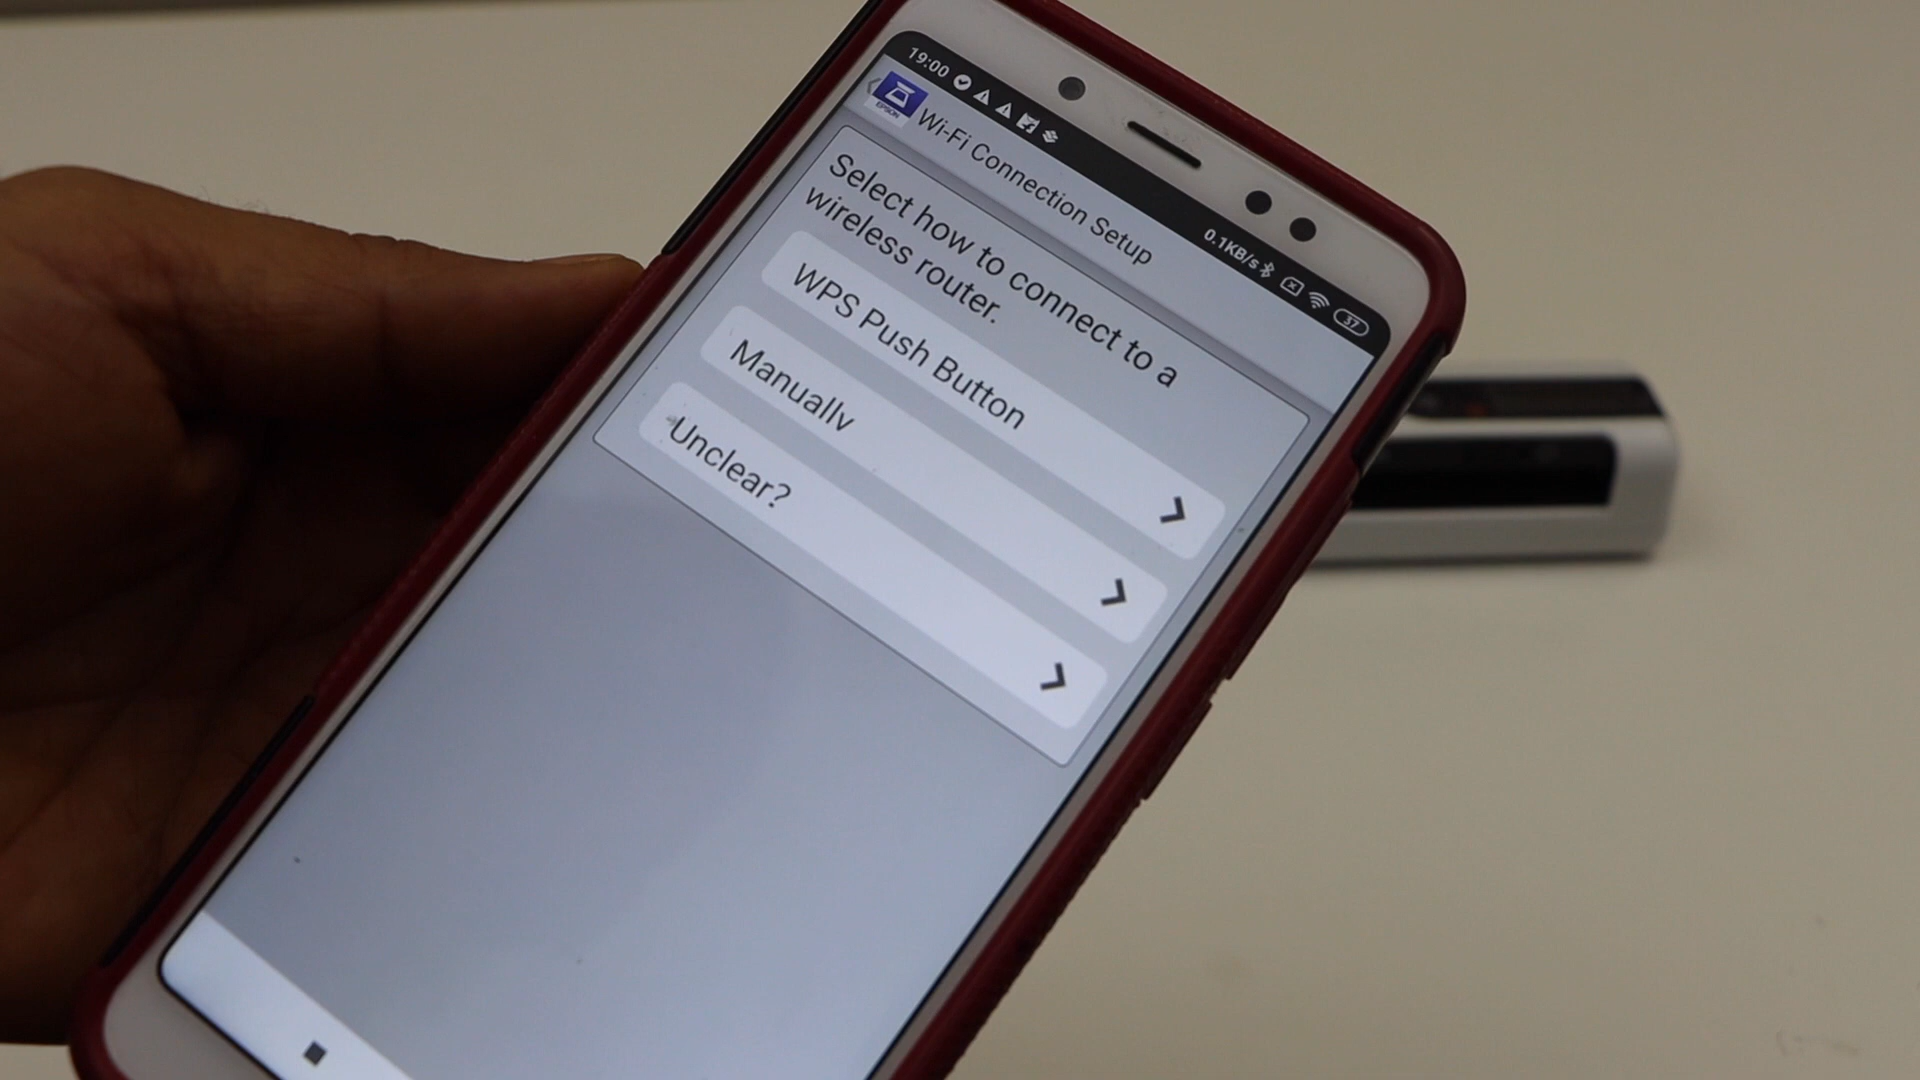 19:00
0.1KB/s
37
EPSON
Wi-Fi Connection Setup
Select how to connect to a
wireless router.
WPS Push Button
Manually
Unclear?